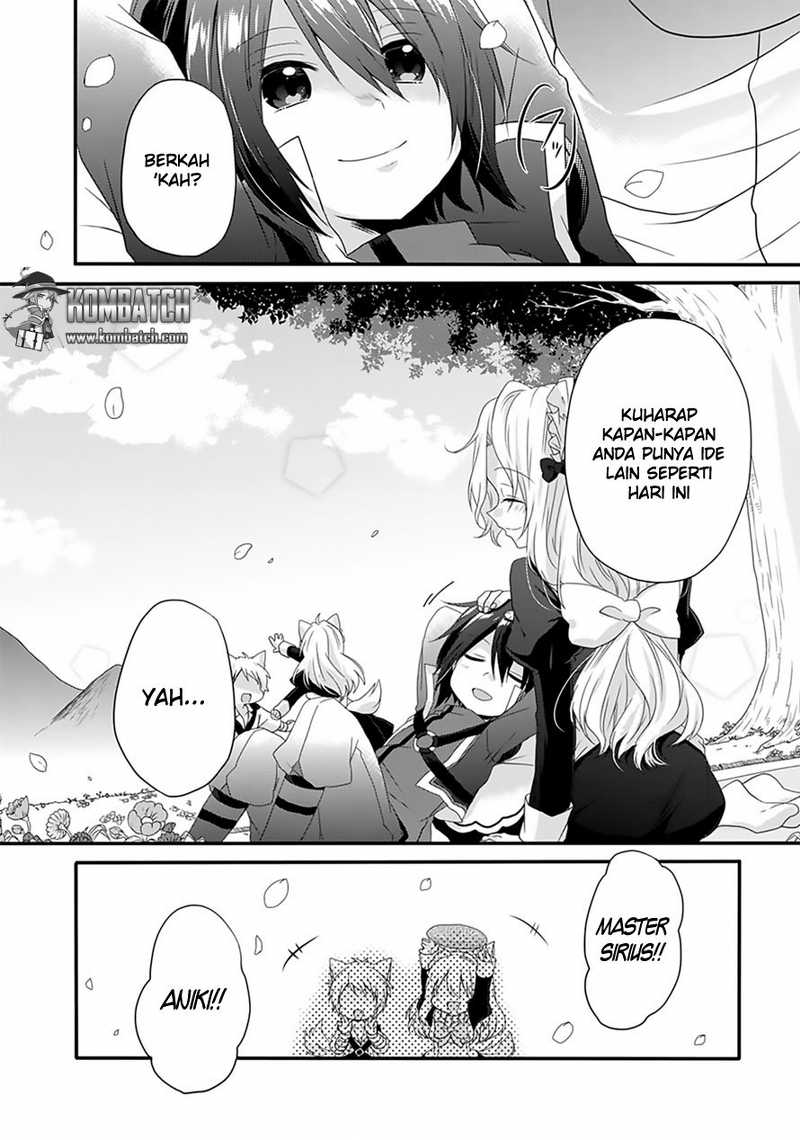 BERKAH
'KAH?
KOMBATCH
www.kombatch.com
KUHARAP
KAPAN-KAPAN
ANDA PUNYA IDE
LAIN SEPERTI
HARI INI
YAH...
MASTER
SIRIUS!!
ANIKI!!